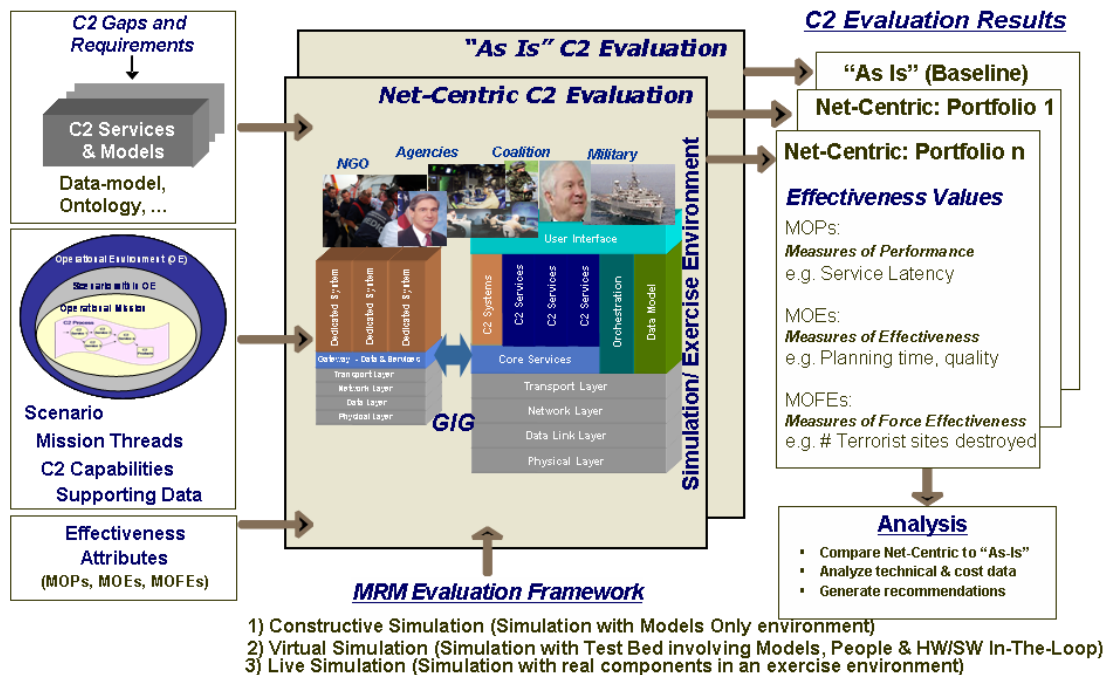 C2 Gaps and
Requirements
C2 Services
& Models
Data-model,
Ontology, ...
Operational Environment (OE)
Scenario within OE
Operational Mission
C2 Process
Scenario
Mission Threads
C2 Capabilities
Supporting Data
Effectiveness
Attributes
(MOPs, MOEs, MOFEs)
“As Is” C2 Evaluation
Net-Centric C2 Evaluation
NGO
Agencies
Coalition
Military
User Interface
Dedicated System
Dedicated System
Dedicated System
C2 Systems
C2 Services
C2 Services
C2 Services
Orchestration
Data Model
Gateway - Data & Services
Core Services
Transport Layer
Network Layer
Data Layer
Physical Layer
GIG
Transport Layer
Network Layer
Data Link Layer
Physical Layer
Simulation/ Exercise Environment
MRM Evaluation Framework
1) Constructive Simulation (Simulation with Models Only environment)
2) Virtual Simulation (Simulation with Test Bed involving Models, People & HW/SW In-The-Loop)
3) Live Simulation (Simulation with real components in an exercise environment)
C2 Evaluation Results
“As Is” (Baseline)
Net-Centric: Portfolio 1
Net-Centric: Portfolio n
Effectiveness Values
MOPs:
Measures of Performance
e.g. Service Latency
MOEs:
Measures of Effectiveness
e.g. Planning time, quality
MOFEs:
Measures of Force Effectiveness
e.g. # Terrorist sites destroyed
Analysis
▪ Compare Net-Centric to “As-Is”
▪ Analyze technical & cost data
▪ Generate recommendations